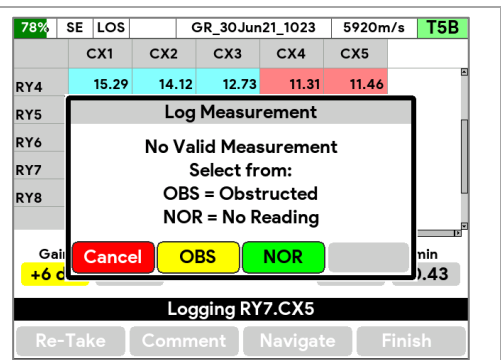 78% SE LOS GR_30Jun21_1023 5920m/s T5B
CX1 CX2 CX3 CX4 CX5
RY4 15.29 14.12 12.73 11.31 11.46
RY5
Log Measurement
RY6
No Valid Measurement
Select from:
RY7
OBS = Obstructed
RY8
NOR = No Reading
Cancel OBS NOR
+6
.43
Logging RY7.CX5
Re-Take Comment Navigate Finish